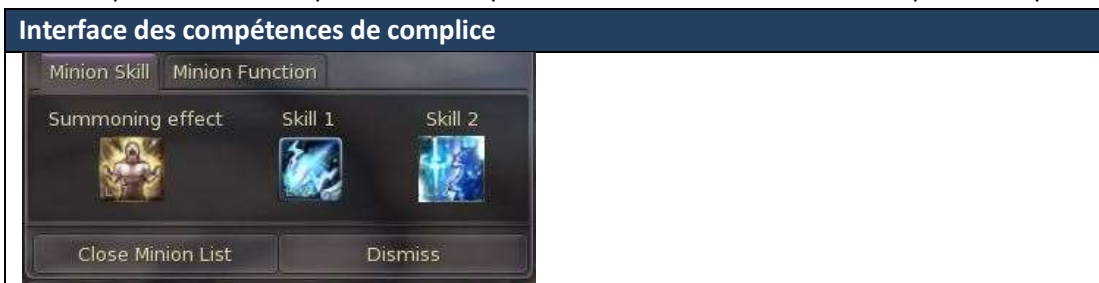 Interface des compétences de complice
Minion Skill Minion Function
Summoning effect Skill 1 Skill 2
Close Minion List Dismiss